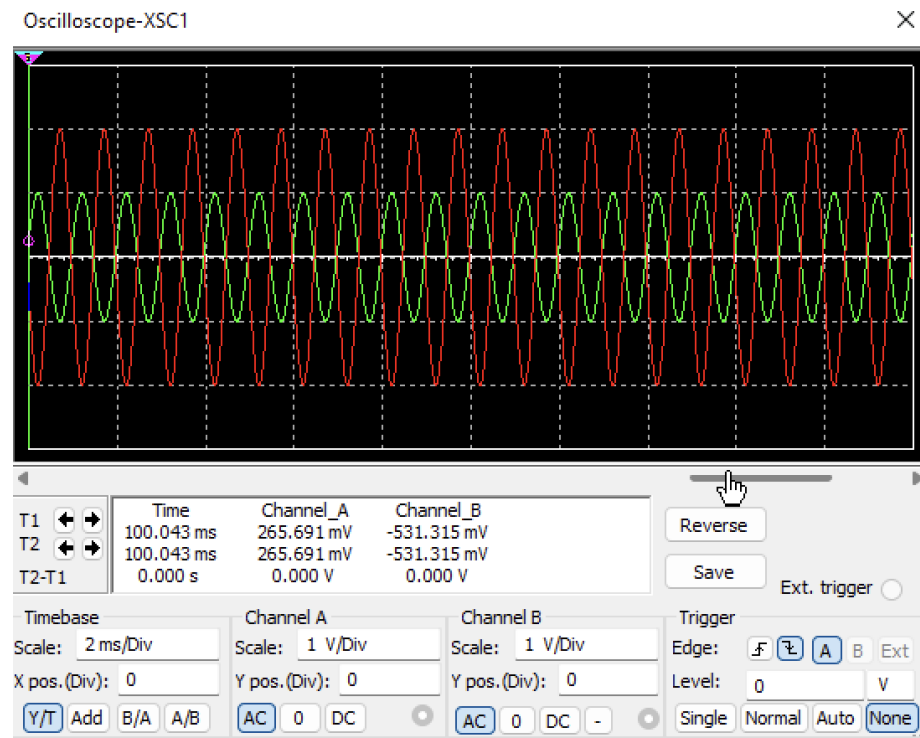 Oscilloscope-XSC1
Time Channel_A Channel_B
T1 100.043 ms 265.691 mV -531.315 mV
T2 100.043 ms 265.691 mV -531.315 mV
T2-T1 0.000 s 0.000 V 0.000 V
Reverse
Save
Ext. trigger
Timebase
Scale: 2 ms/Div
X pos.(Div): 0
Y/T Add B/A A/B
Channel A
Scale: 1 V/Div
Y pos.(Div): 0
AC 0 DC
Channel B
Scale: 1 V/Div
Y pos.(Div): 0
AC 0 DC -
Trigger
Edge: A B Ext
Level: 0 V
Single Normal Auto None